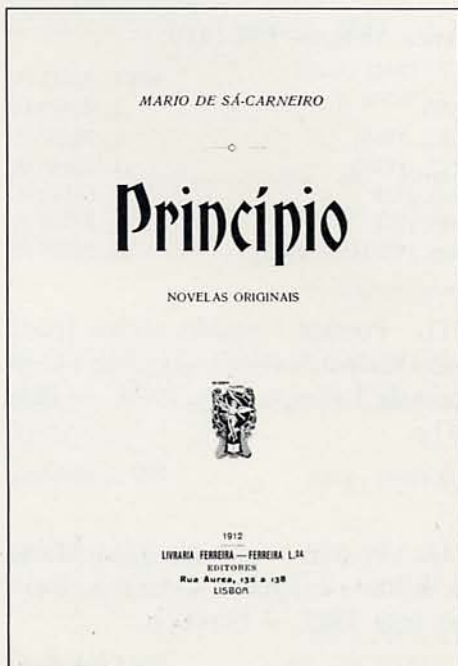 MARIO DE SÁ-CARNEIRO
Princípio
NOVELAS ORIGINAIS
1912
LIVRARIA FERREIRA — FERREIRA L.DA
EDITORES
Rua Aurea, 132 a 138
LISBOA